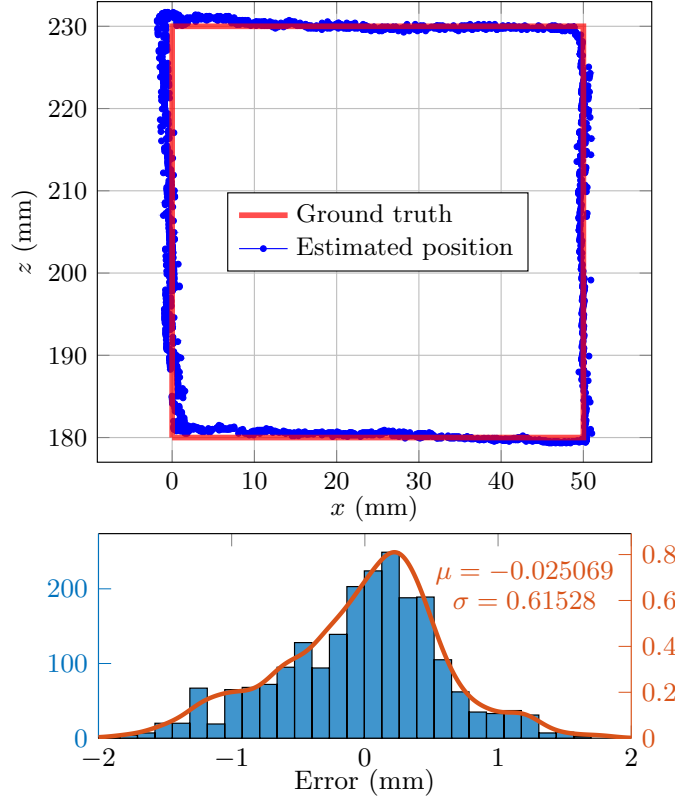 230
220
210
200
190
180
z (mm)
Ground truth
Estimated position
0 10 20 30 40 50
x (mm)
200
100
0
μ = −0.025069
σ = 0.61528
0.8
0.6
0.4
0.2
0
−2 −1 0 1 2
Error (mm)